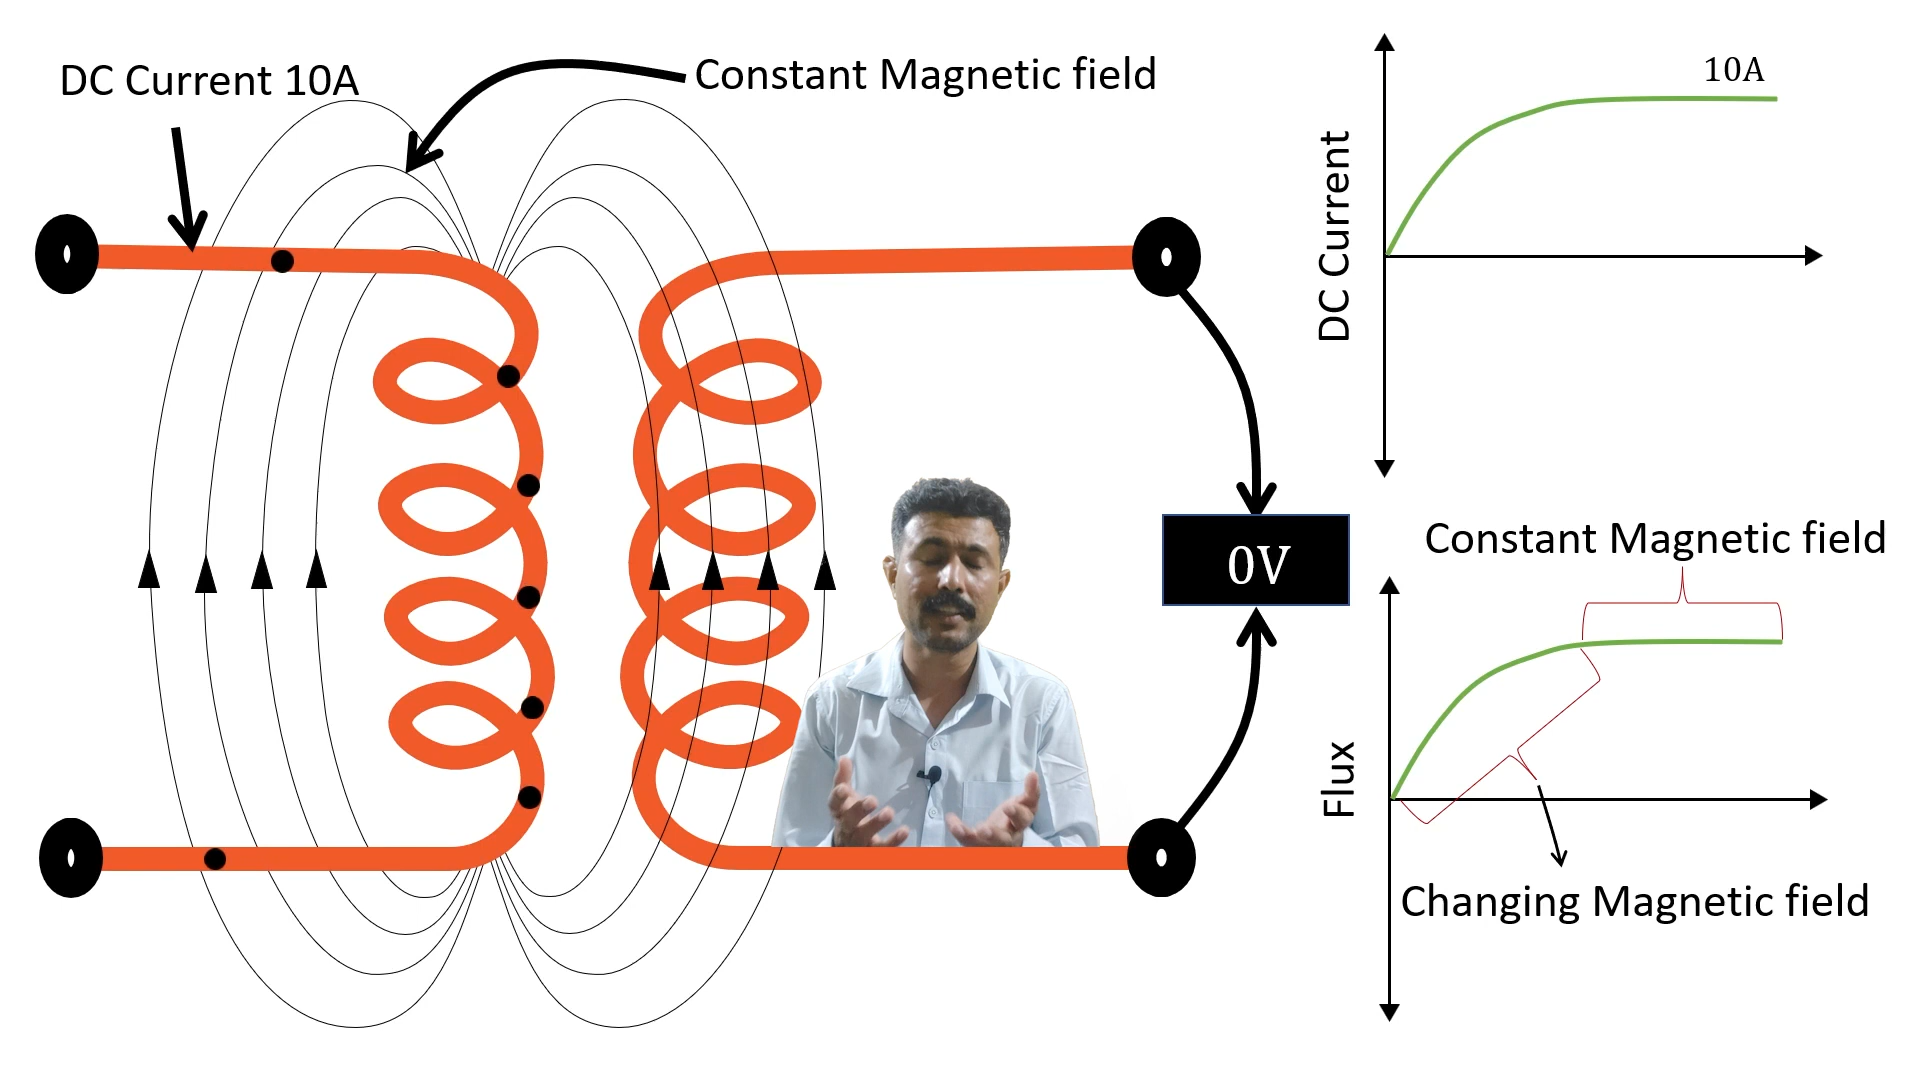 DC Current 10A
Constant Magnetic field
10A
DC Current
0V
Constant Magnetic field
Flux
Changing Magnetic field